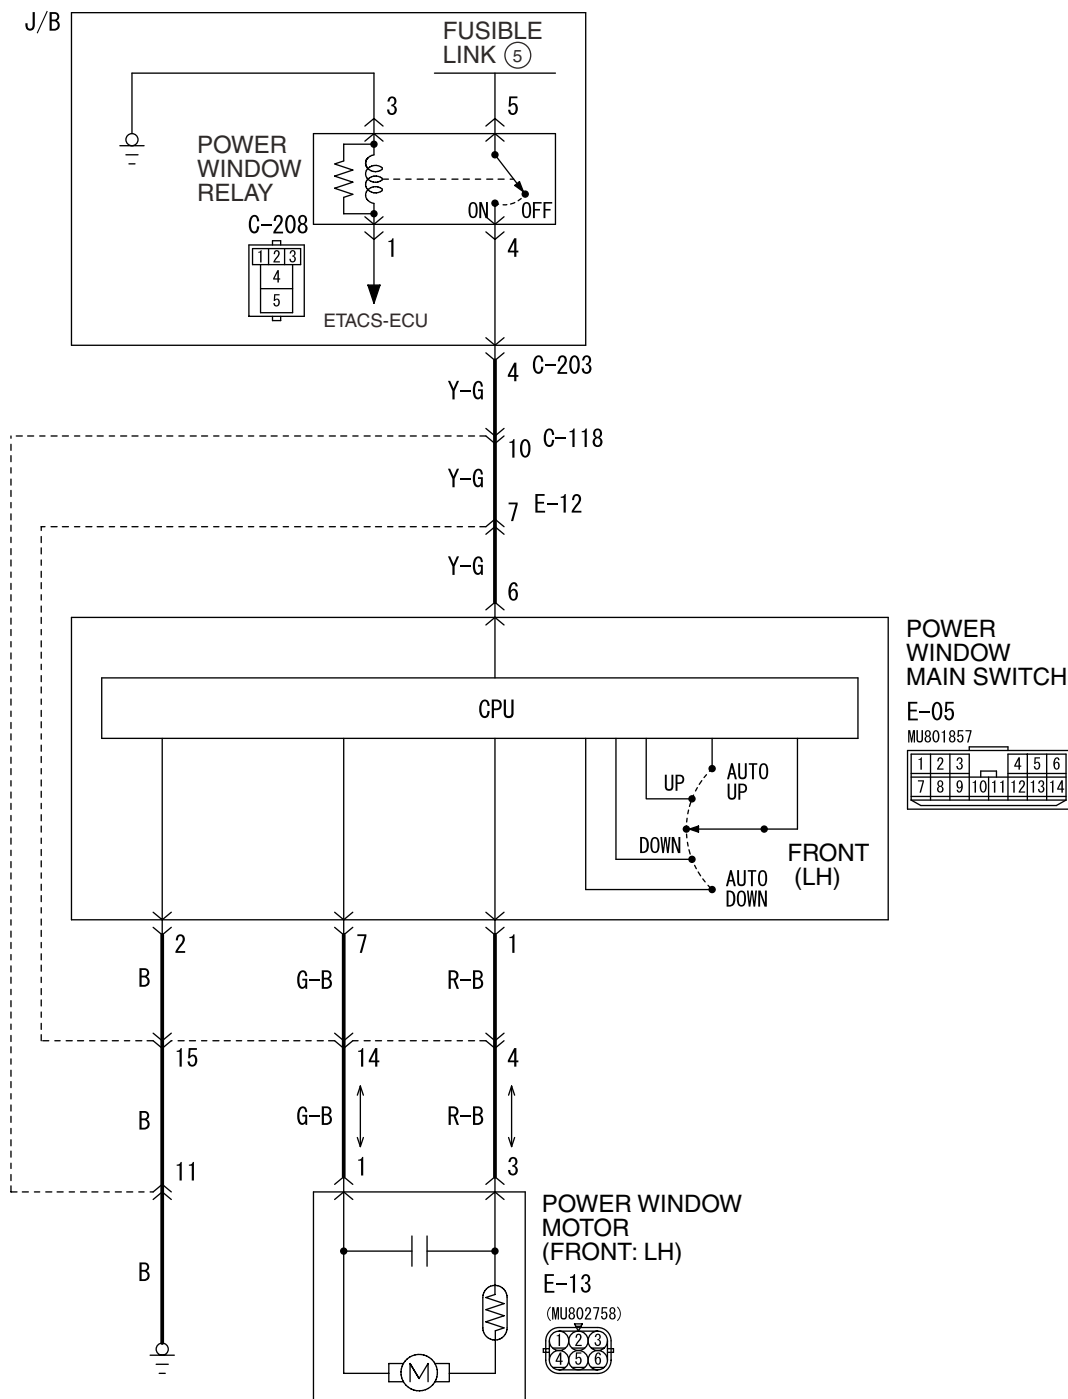 J/B
FUSIBLE
LINK 5
3
5
POWER
WINDOW
RELAY
ON
OFF
C-208
1 2 3
4
5
1
4
ETACS-ECU
4 C-203
Y-G
10 C-118
Y-G
7 E-12
Y-G
6
POWER
WINDOW
MAIN SWITCH
E-05
MU801857
1 2 3 4 5 6
7 8 9 10 11 12 13 14
CPU
UP
AUTO
UP
DOWN
FRONT
(LH)
AUTO
DOWN
2
7
1
B
G-B
R-B
15
14
4
B
G-B
R-B
11
1
3
POWER WINDOW
MOTOR
(FRONT: LH)
E-13
(MU802758)
1 2 3
4 5 6
B
M